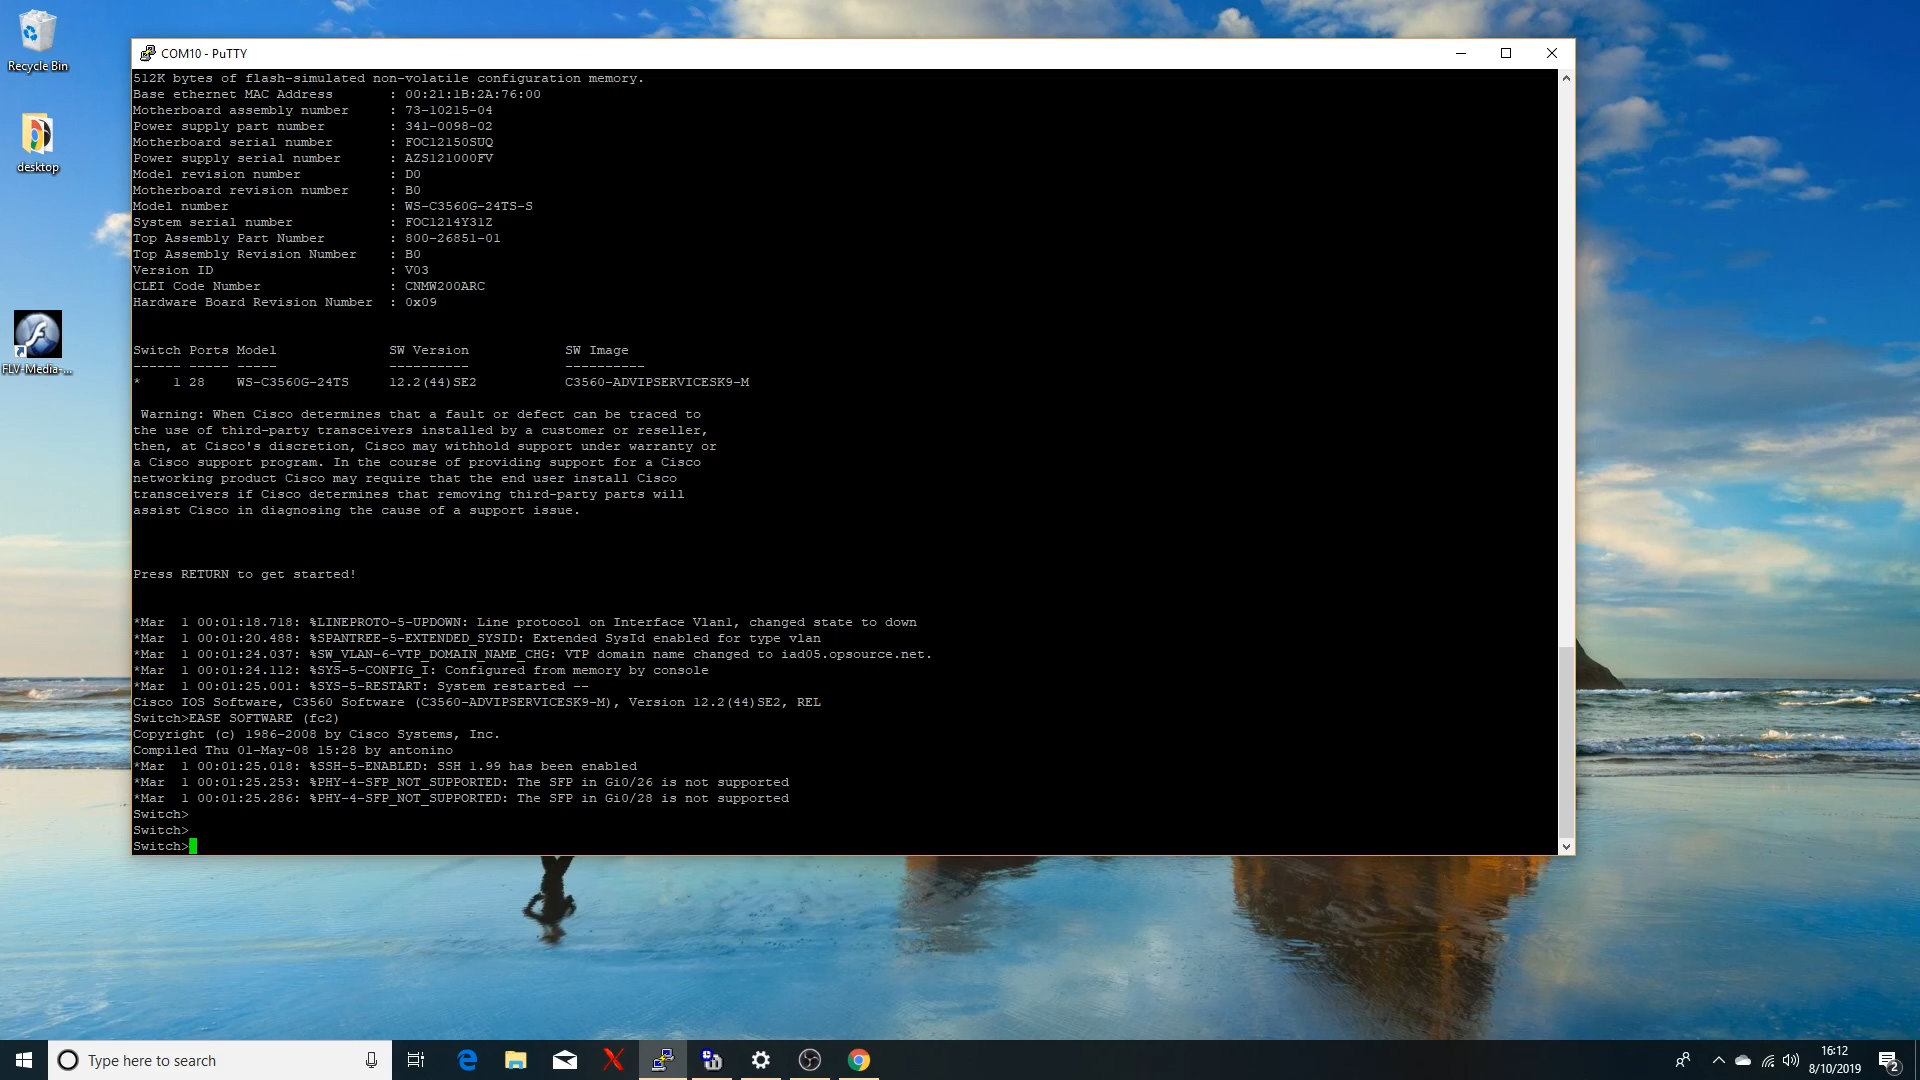 Recycle Bin
desktop
FLV-Media-...
COM10 - PuTTY
512K bytes of flash-simulated non-volatile configuration memory.
Base ethernet MAC Address       : 00:21:1B:2A:76:00
Motherboard assembly number     : 73-10215-04
Power supply part number        : 341-0098-02
Motherboard serial number       : FOC12150SUQ
Power supply serial number      : AZS121000FV
Model revision number           : D0
Motherboard revision number     : B0
Model number                    : WS-C3560G-24TS-S
System serial number            : FOC1214Y31Z
Top Assembly Part Number        : 800-26851-01
Top Assembly Revision Number    : B0
Version ID                      : V03
CLEI Code Number                : CNMW200ARC
Hardware Board Revision Number  : 0x09
Switch Ports Model              SW Version            SW Image
------ ----- -----              ----------            ----------
*    1 28    WS-C3560G-24TS     12.2(44)SE2           C3560-ADVIPSERVICESK9-M
Warning: When Cisco determines that a fault or defect can be traced to
the use of third-party transceivers installed by a customer or reseller,
then, at Cisco's discretion, Cisco may withhold support under warranty or
a Cisco support program. In the course of providing support for a Cisco
networking product Cisco may require that the end user install Cisco
transceivers if Cisco determines that removing third-party parts will
assist Cisco in diagnosing the cause of a support issue.
Press RETURN to get started!
*Mar  1 00:01:18.718: %LINEPROTO-5-UPDOWN: Line protocol on Interface Vlan1, changed state to down
*Mar  1 00:01:20.488: %SPANTREE-5-EXTENDED_SYSID: Extended SysId enabled for type vlan
*Mar  1 00:01:24.037: %SW_VLAN-6-VTP_DOMAIN_NAME_CHG: VTP domain name changed to iad05.opsource.net.
*Mar  1 00:01:24.112: %SYS-5-CONFIG_I: Configured from memory by console
*Mar  1 00:01:25.001: %SYS-5-RESTART: System restarted --
Cisco IOS Software, C3560 Software (C3560-ADVIPSERVICESK9-M), Version 12.2(44)SE2, REL
Switch>EASE SOFTWARE (fc2)
Copyright (c) 1986-2008 by Cisco Systems, Inc.
Compiled Thu 01-May-08 15:28 by antonino
*Mar  1 00:01:25.018: %SSH-5-ENABLED: SSH 1.99 has been enabled
*Mar  1 00:01:25.253: %PHY-4-SFP_NOT_SUPPORTED: The SFP in Gi0/26 is not supported
*Mar  1 00:01:25.286: %PHY-4-SFP_NOT_SUPPORTED: The SFP in Gi0/28 is not supported
Switch>
Switch>
Switch>
Type here to search
16:12
8/10/2019
2